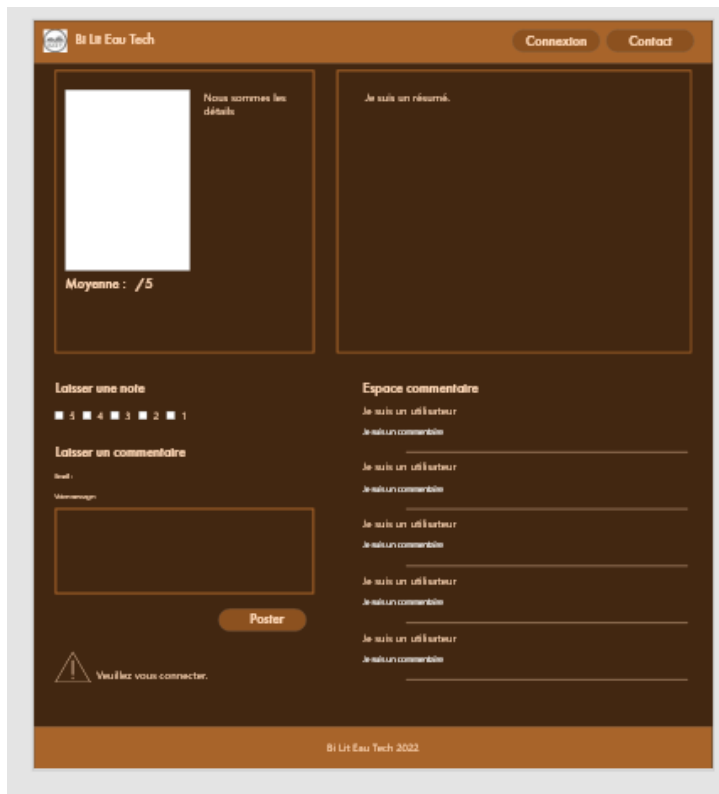 Bi Lit Eau Tech
Connexion
Contact
Nous sommes les
détails
Moyenne : /5
Je suis un résumé.
Laisser une note
5 4 3 2 1
Laisser un commentaire
Email :
Votre message :
Poster
Veuillez vous connecter.
Espace commentaire
Je suis un utilisateur
Je suis un commentaire
Je suis un utilisateur
Je suis un commentaire
Je suis un utilisateur
Je suis un commentaire
Je suis un utilisateur
Je suis un commentaire
Je suis un utilisateur
Je suis un commentaire
Bi Lit Eau Tech 2022